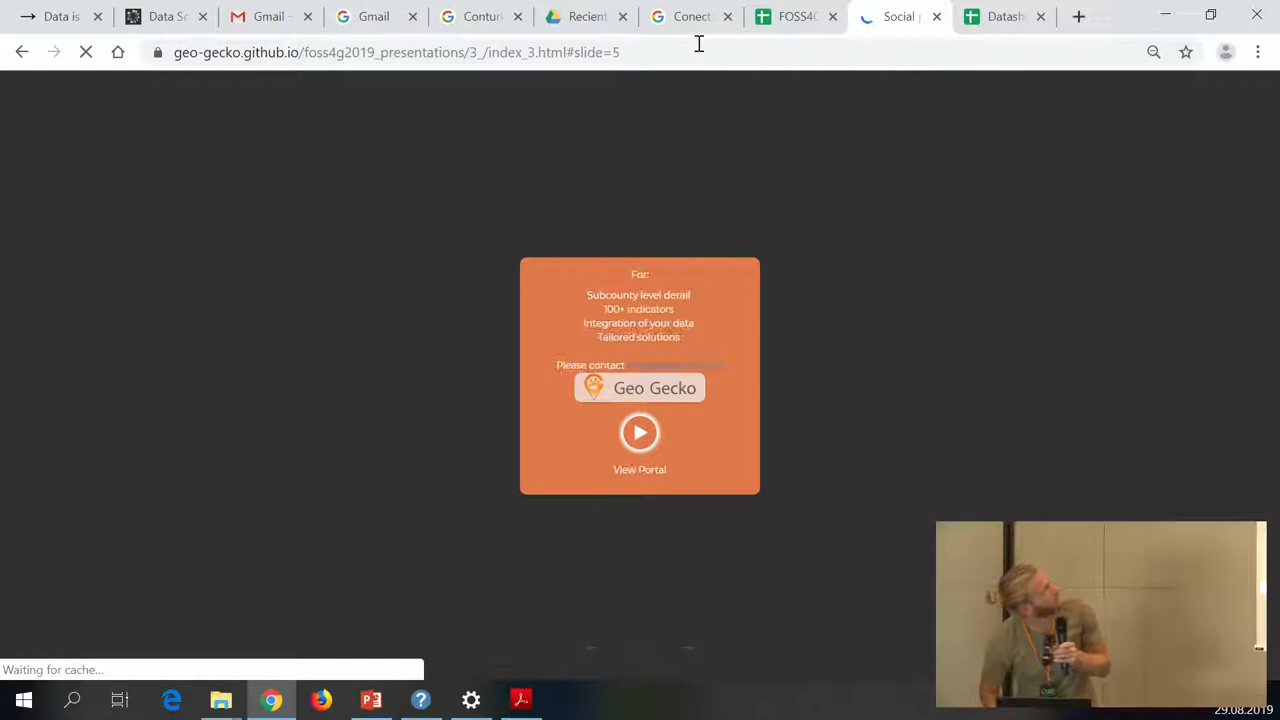 Data is
Data Sc
Gmail -
Gmail
Contur
Recient
Conec
FOSS4G
Social
Datash
geo-gecko.github.io/foss4g2019_presentations/3_/index_3.html#slide=5
For:
Subcounty level detail
100+ indicators
Integration of your data
Tailored solutions
Please contact
Geo Gecko
View Portal
Waiting for cache...
29.08.2019